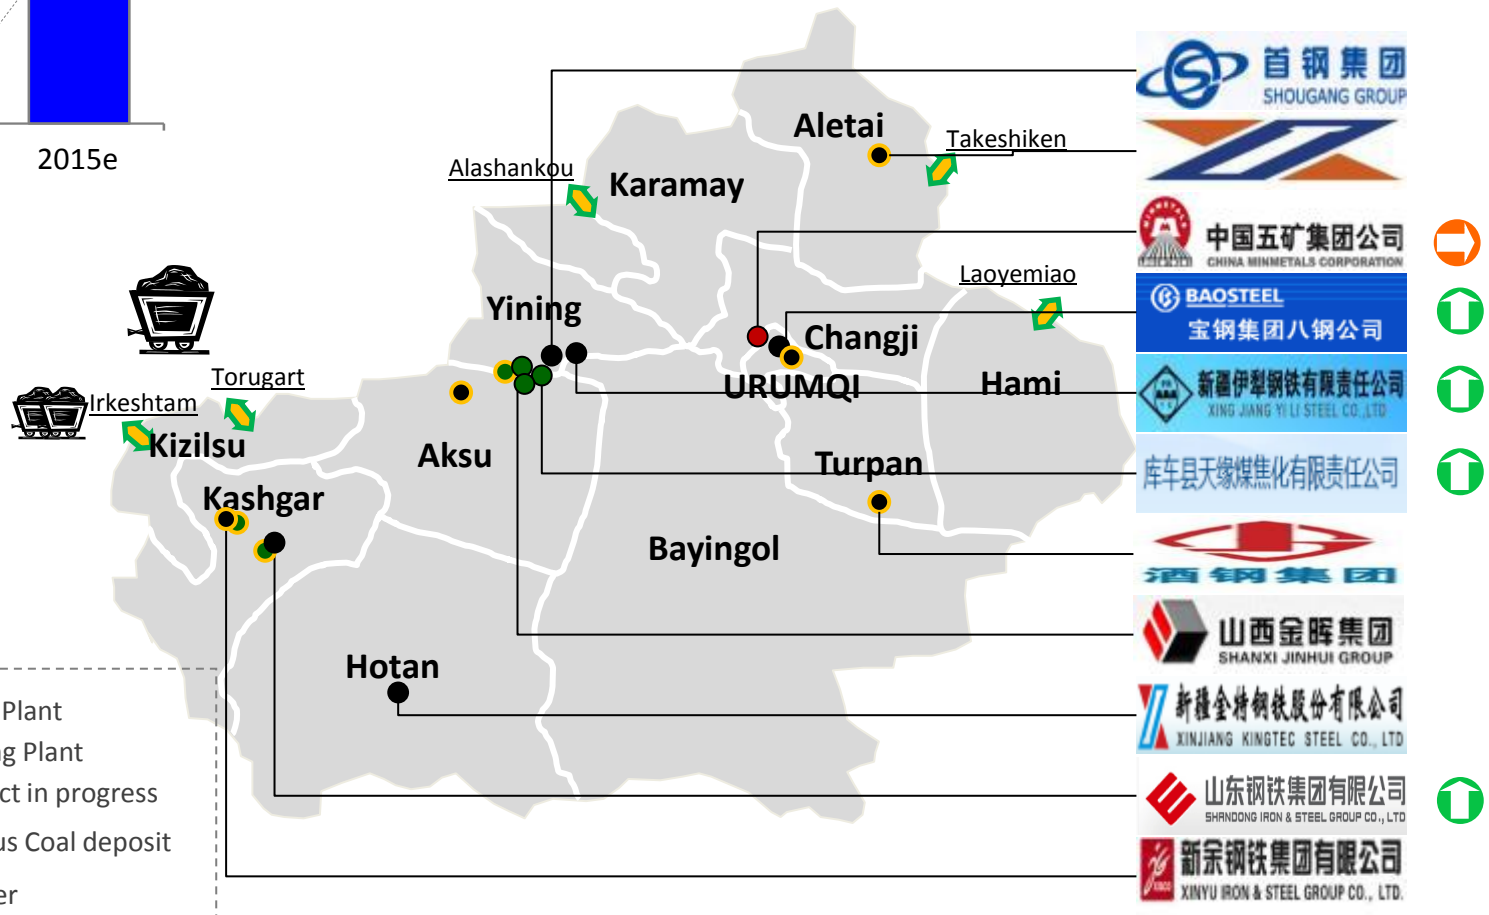 2015e
Aletai
Takeshiken
Alashankou
Karamay
Laoyemiao
Yining
Changji
URUMQI
Hami
Torugart
Irkeshtam
Kizilsu
Aksu
Turpan
Kashgar
Bayingol
Hotan
Plant
ng Plant
ct in progress
us Coal deposit
er
首钢集团
SHOUGANG GROUP
MINMETALS
中国五矿集团公司
CHINA MINMETALS CORPORATION
BAOSTEEL
宝钢集团八钢公司
新疆伊犁钢铁有限责任公司
XING JIANG YI LI STEEL CO.,LTD
库车县天缘煤焦化有限责任公司
酒钢集团
山西金晖集团
SHANXI JINHUI GROUP
新疆金特钢铁股份有限公司
XINJIANG KINGTEC STEEL CO., LTD
山东钢铁集团有限公司
SHANDONG IRON & STEEL GROUP CO., LTD
新余钢铁集团有限公司
XINYU IRON & STEEL GROUP CO., LTD.